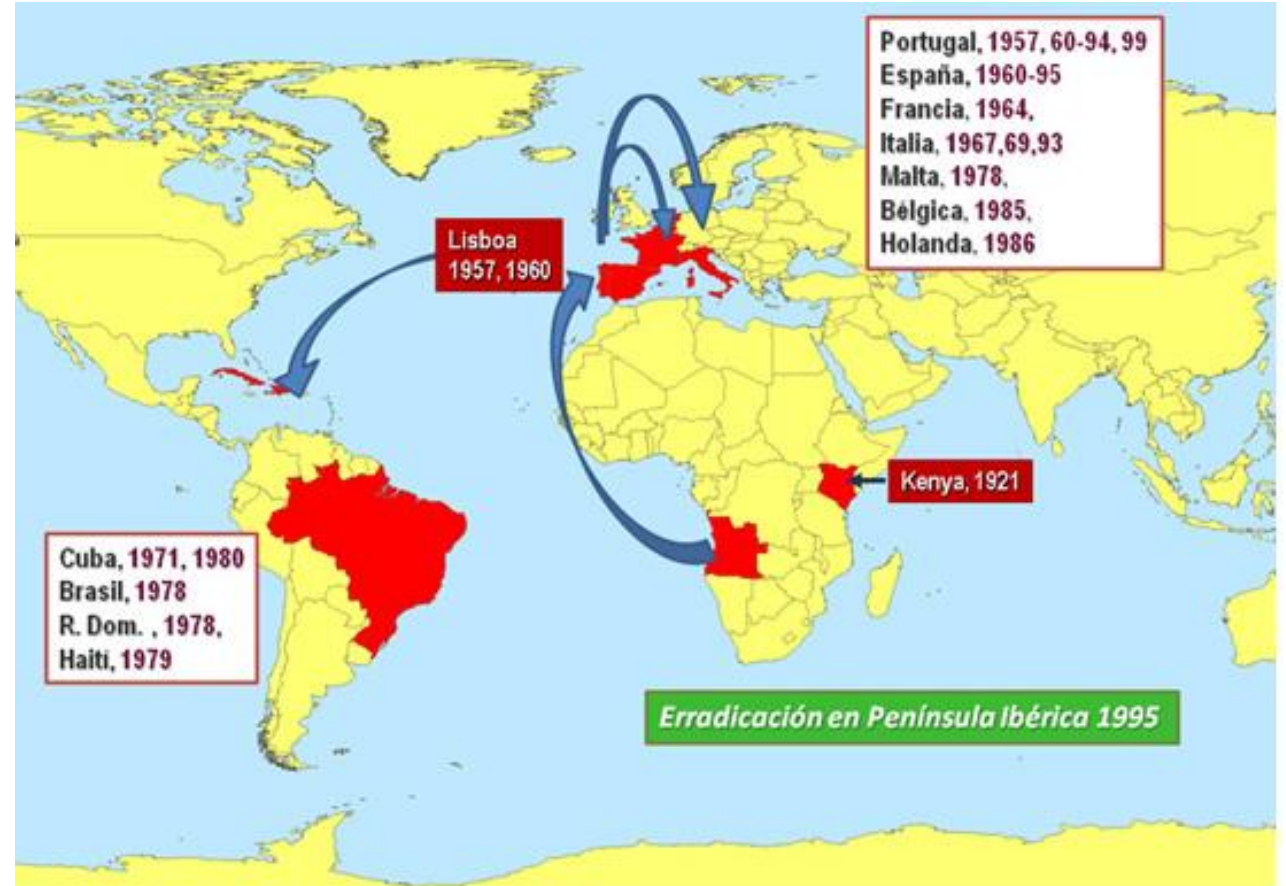 Portugal, 1957, 60-94, 99
España, 1960-95
Francia, 1964,
Italia, 1967,69,93
Malta, 1978,
Bélgica, 1985,
Holanda, 1986
Lisboa
1957, 1960
Kenya, 1921
Cuba, 1971, 1980
Brasil, 1978
R. Dom. , 1978,
Haití, 1979
Erradicación en Península Ibérica 1995